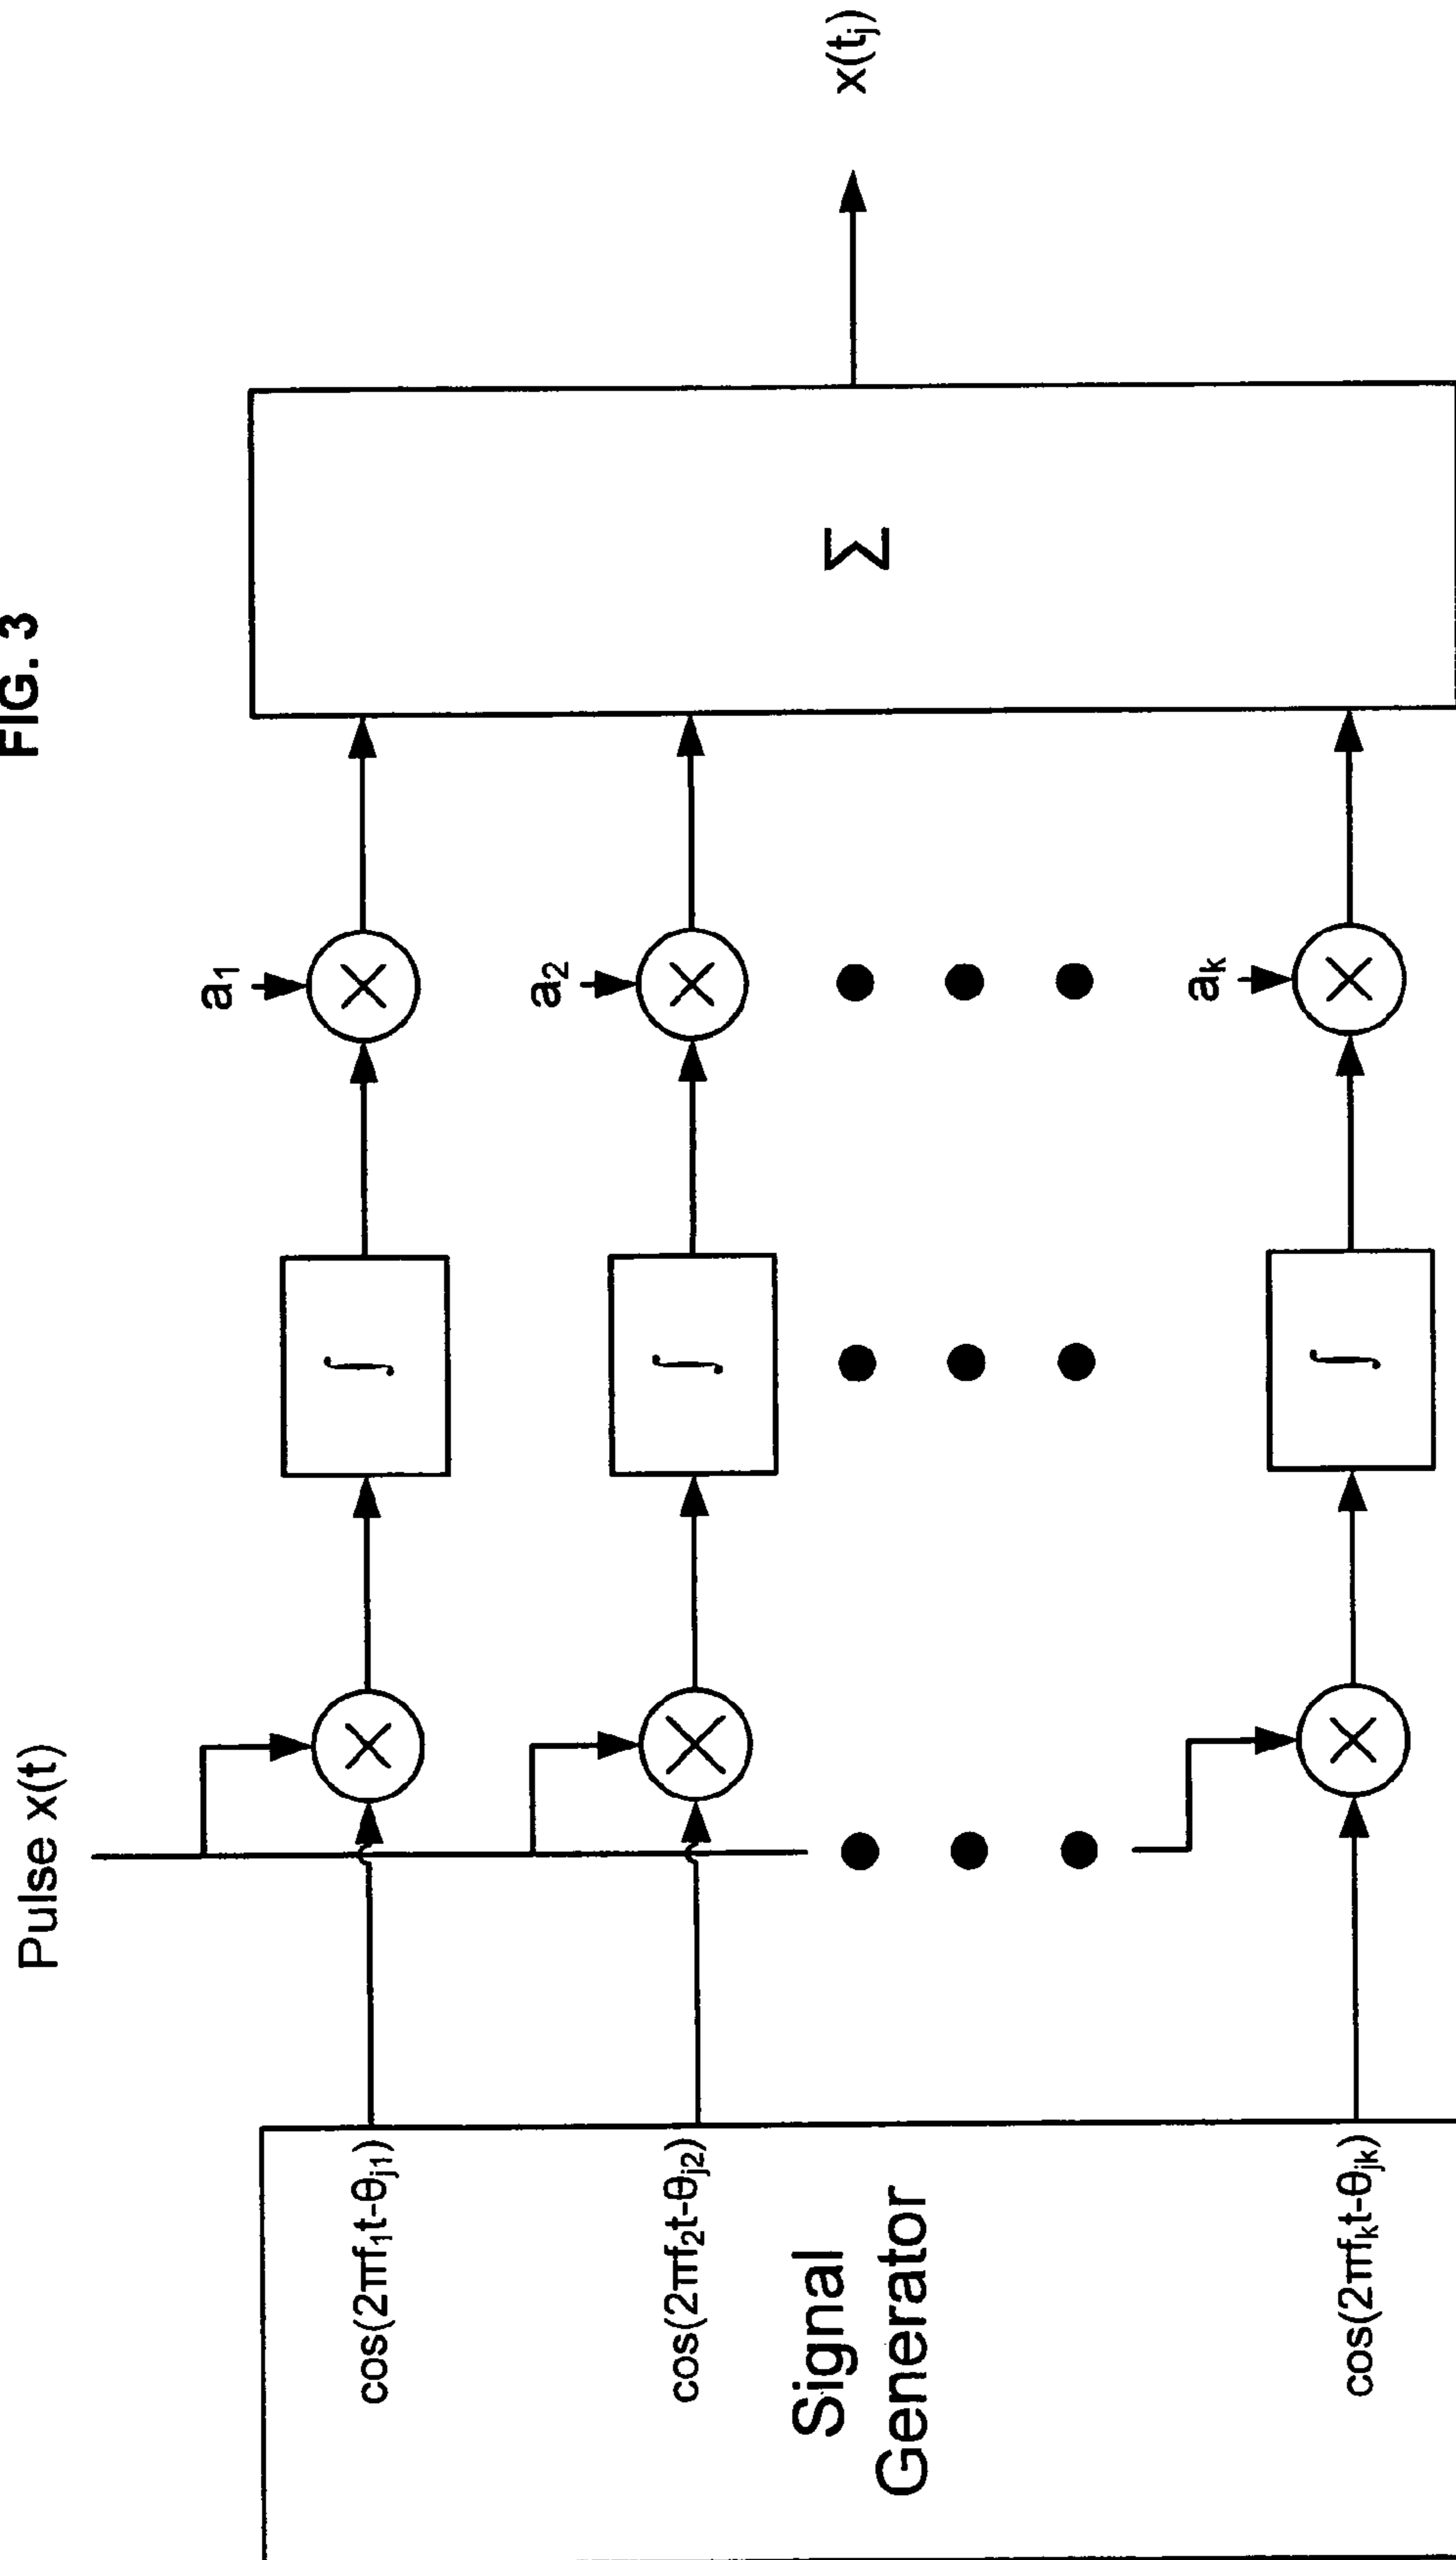 FIG. 3
Pulse x(t)
cos(2πf₁t-θⱼ₁)
cos(2πf₂t-θⱼ₂)
Signal
Generator
cos(2πfₖt-θⱼₖ)
×
×
×
∫
∫
∫
a₁
×
a₂
×
aₖ
×
Σ
x(tⱼ)